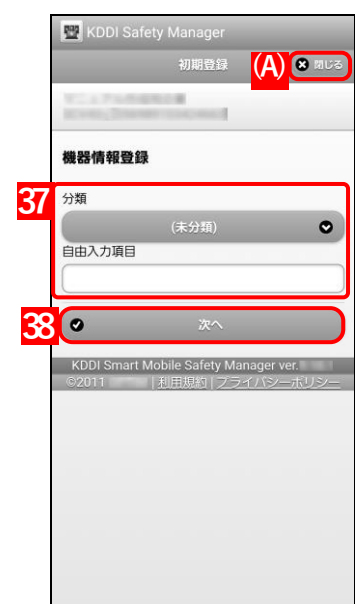 KDDI Safety Manager
初期登録 (A) 閉じる
機器情報登録
37
分類
(未分類)
自由入力項目
38 次へ
KDDI Smart Mobile Safety Manager ver.
©2011 | 利用規約 | プライバシーポリシー